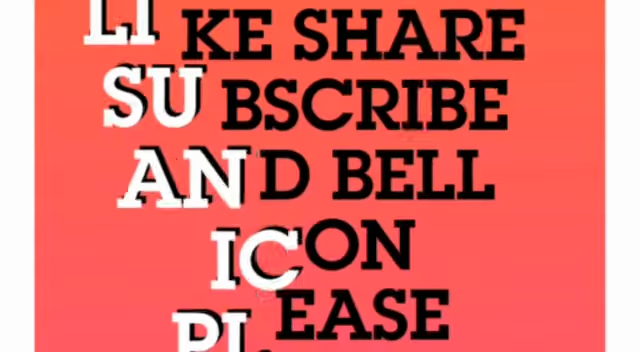 LIKE SHARE
SUBSCRIBE
AND BELL
ICON
PLEASE